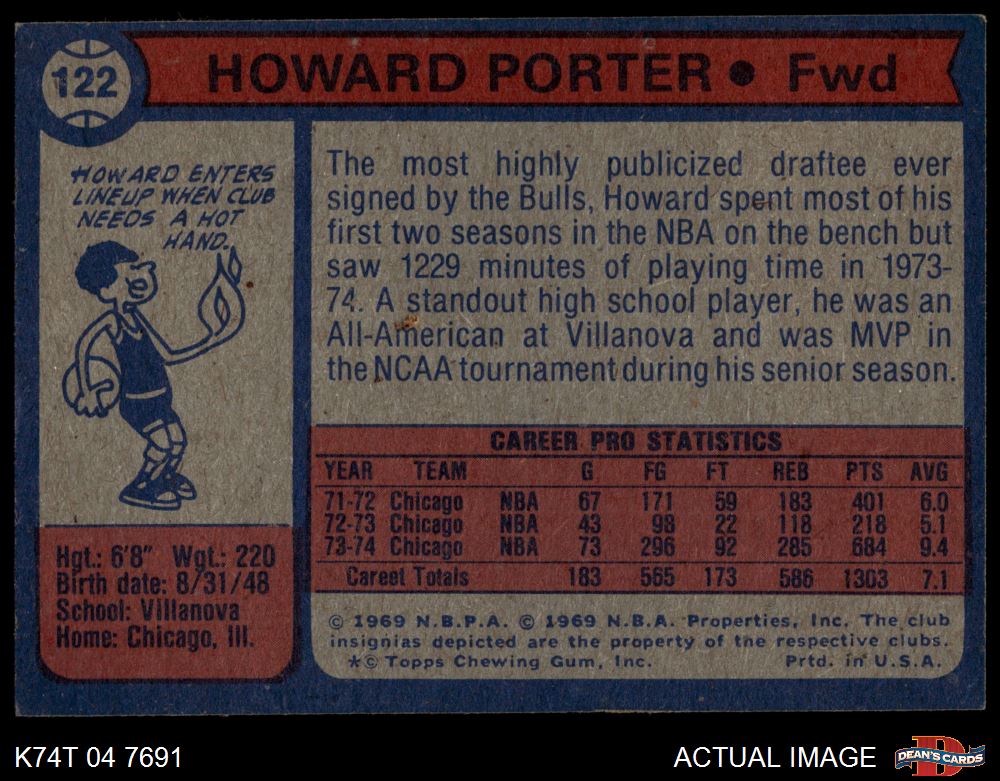 122
HOWARD PORTER • Fwd
HOWARD ENTERS
LINEUP WHEN CLUB
NEEDS A HOT
HAND.
The most highly publicized draftee ever
signed by the Bulls, Howard spent most of his
first two seasons in the NBA on the bench but
saw 1229 minutes of playing time in 1973-
74. A standout high school player, he was an
All-American at Villanova and was MVP in
the NCAA tournament during his senior season.
CAREER PRO STATISTICS
YEAR TEAM G FG FT REB PTS AVG
71-72 Chicago NBA 67 171 59 183 401 6.0
72-73 Chicago NBA 43 98 22 118 218 5.1
73-74 Chicago NBA 73 296 92 285 684 9.4
Career Totals 183 565 173 586 1303 7.1
Hgt.: 6'8" Wgt.: 220
Birth date: 8/31/48
School: Villanova
Home: Chicago, Ill.
© 1969 N.B.P.A. © 1969 N.B.A. Properties, Inc. The club
insignias depicted are the property of the respective clubs.
*© Topps Chewing Gum, Inc. Prtd. in U.S.A.
K74T 04 7691
ACTUAL IMAGE
D
DEAN'S CARDS